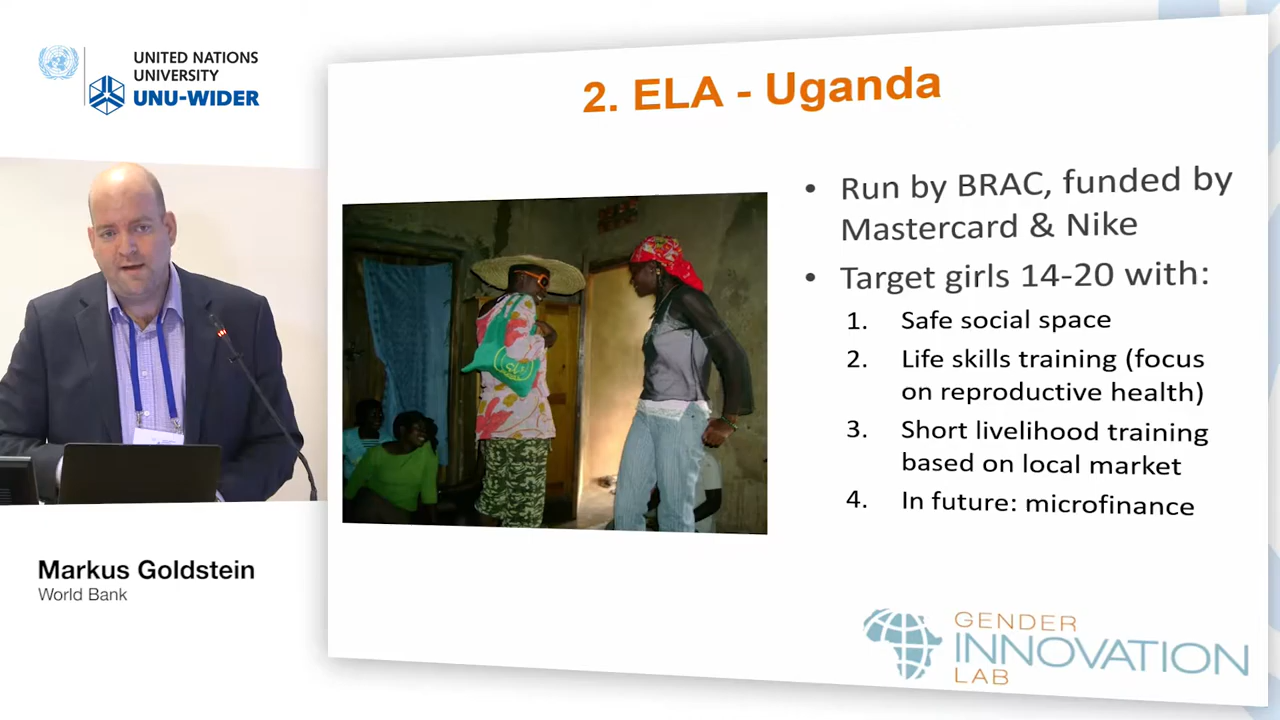 UNITED NATIONS
UNIVERSITY
UNU-WIDER
2. ELA - Uganda
• Run by BRAC, funded by
Mastercard & Nike
• Target girls 14-20 with:
1. Safe social space
2. Life skills training (focus
on reproductive health)
3. Short livelihood training
based on local market
4. In future: microfinance
Markus Goldstein
World Bank
GENDER
INNOVATION
LAB